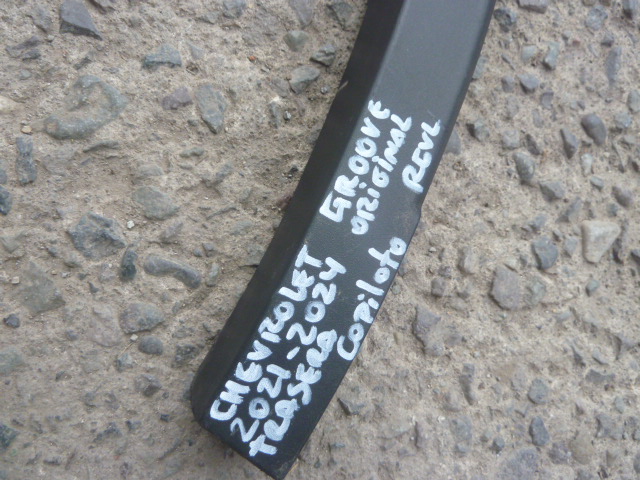 CHEVROLET GROOVE
2021-2024 ORIGINAL
TRASERA COPiloto REVL